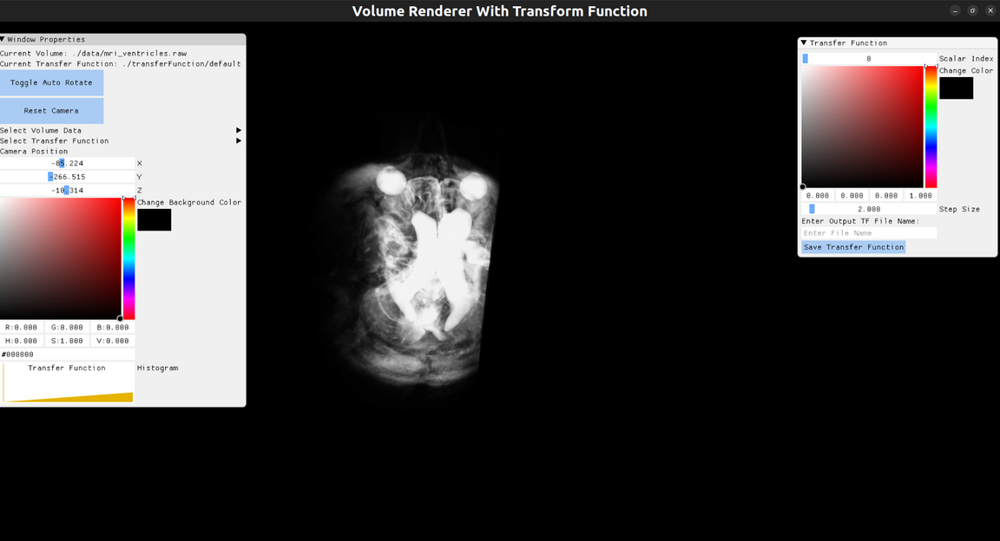 Volume Renderer With Transform Function
Window Properties
Current Volume: ./data/mri_ventricles.raw
Current Transfer Function: ./transferFunction/default
Toggle Auto Rotate
Reset Camera
Select Volume Data
Select Transfer Function
Camera Position
-85.224 X
-266.515 Y
-10.314 Z
Change Background Color
R:0.000 G:0.000 B:0.000
H:0.000 S:1.000 V:0.000
#000000
Transfer Function Histogram
Transfer Function
0 Scalar Index
Change Color
0.000 0.000 0.000 1.000
2.000 Step Size
Enter Output TF File Name:
Enter File Name
Save Transfer Function